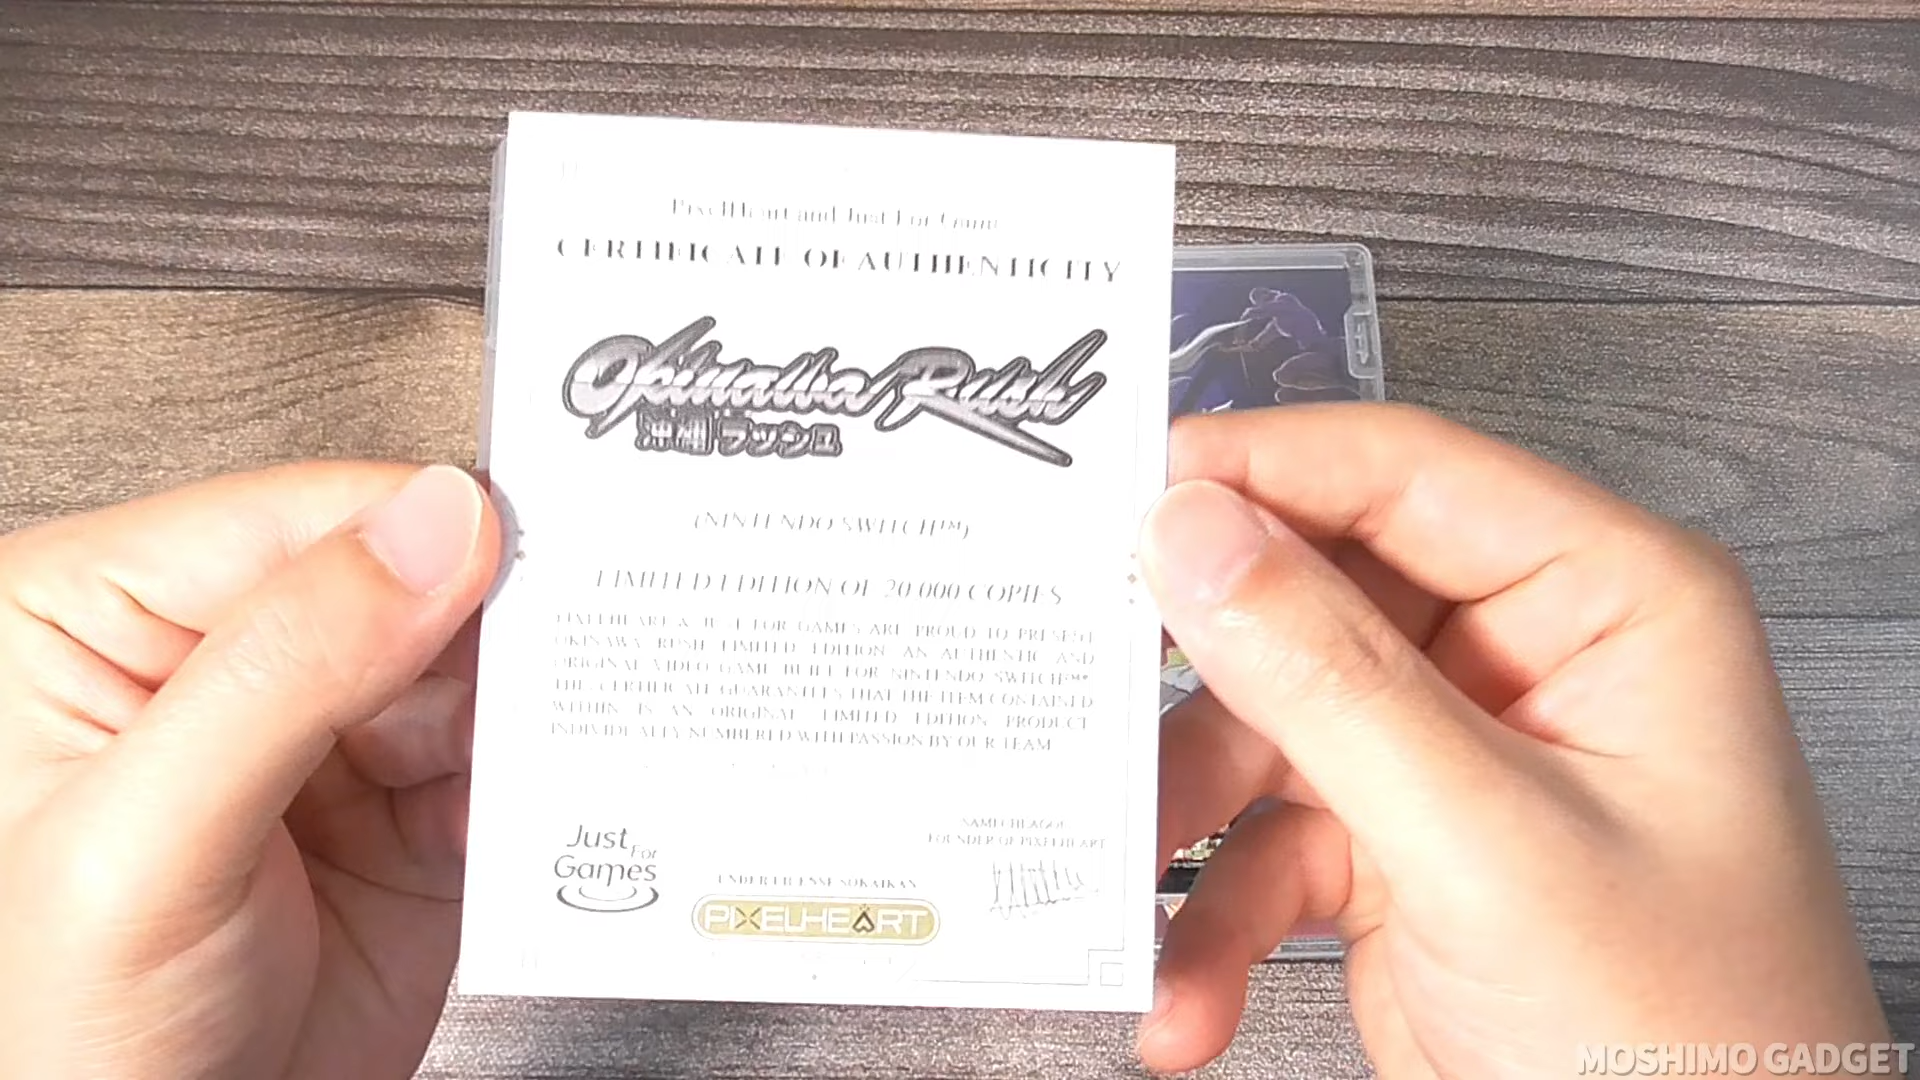 PixelHeart and Just For Games
CERTIFICATE OF AUTHENTICITY
Okinawa Rush
沖縄ラッシュ
(NINTENDO SWITCH™)
LIMITED EDITION OF 20.000 COPIES
PIXELHEART & JUST FOR GAMES ARE PROUD TO PRESENT
OKINAWA RUSH LIMITED EDITION, AN AUTHENTIC AND
ORIGINAL VIDEO GAME BUILT FOR NINTENDO SWITCH™.
THE CERTIFICATE GUARANTEES THAT THE ITEM CONTAINED
WITHIN IS AN ORIGINAL LIMITED EDITION PRODUCT
INDIVIDUALLY NUMBERED WITH PASSION BY OUR TEAM
Just For Games
FOUNDER OF PIXELHEART
UNDER LICENSE SOKAIKAN
PIXELHEART
MOSHIMO GADGET